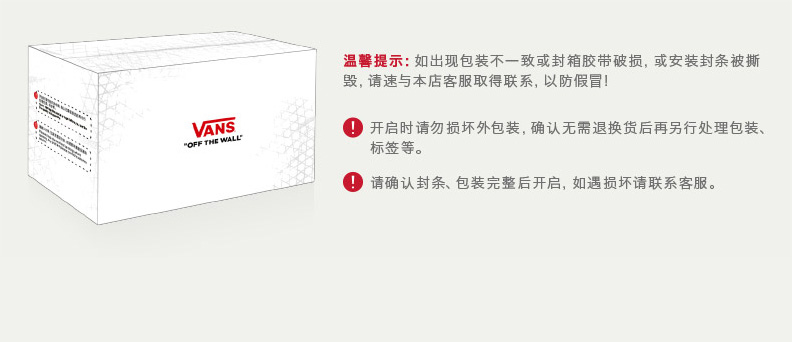 VANS
"OFF THE WALL"
温馨提示：如出现包装不一致或封箱胶带破损，或安装封条被撕
毁，请速与本店客服取得联系，以防假冒！
开启时请勿损坏外包装，确认无需退换货后再另行处理包装、
标签等。
请确认封条、包装完整后开启，如遇损坏请联系客服。